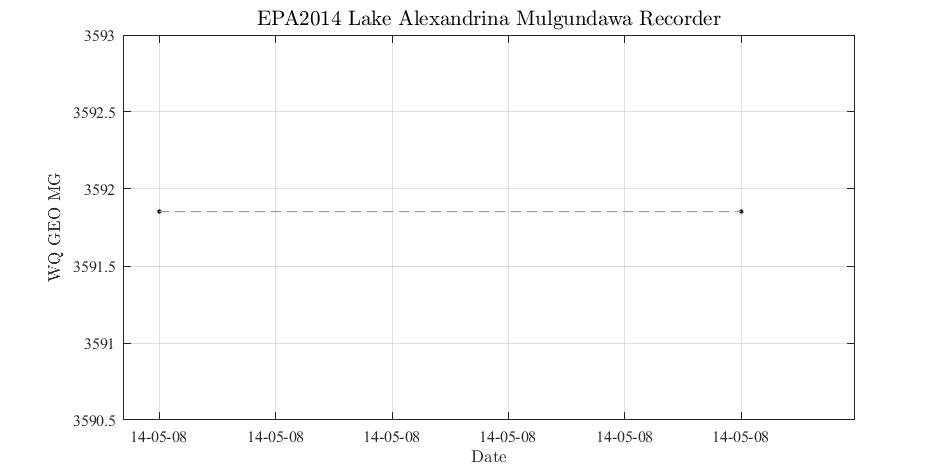 EPA2014 Lake Alexandrina Mulgundawa Recorder
3593
3592.5
3592
3591.5
3591
3590.5
WQ GEO MG
14-05-08 14-05-08 14-05-08 14-05-08 14-05-08 14-05-08
Date